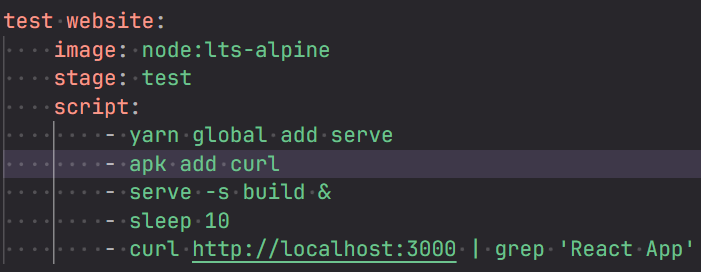 test website:
    image: node:lts-alpine
    stage: test
    script:
        - yarn global add serve
        - apk add curl
        - serve -s build &
        - sleep 10
        - curl http://localhost:3000 | grep 'React App'